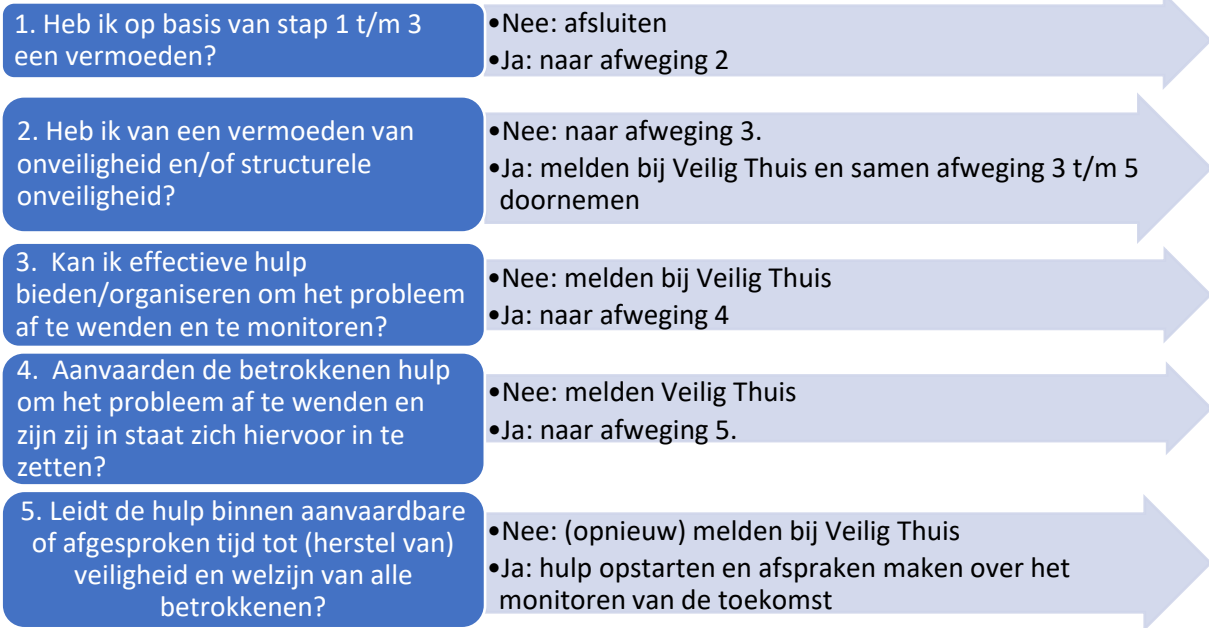 1. Heb ik op basis van stap 1 t/m 3
een vermoeden?
•Nee: afsluiten
•Ja: naar afweging 2
2. Heb ik van een vermoeden van
onveiligheid en/of structurele
onveiligheid?
•Nee: naar afweging 3.
•Ja: melden bij Veilig Thuis en samen afweging 3 t/m 5
doornemen
3.  Kan ik effectieve hulp
bieden/organiseren om het probleem
af te wenden en te monitoren?
•Nee: melden bij Veilig Thuis
•Ja: naar afweging 4
4.  Aanvaarden de betrokkenen hulp
om het probleem af te wenden en
zijn zij in staat zich hiervoor in te
zetten?
•Nee: melden Veilig Thuis
•Ja: naar afweging 5.
5. Leidt de hulp binnen aanvaardbare
of afgesproken tijd tot (herstel van)
veiligheid en welzijn van alle
betrokkenen?
•Nee: (opnieuw) melden bij Veilig Thuis
•Ja: hulp opstarten en afspraken maken over het
monitoren van de toekomst